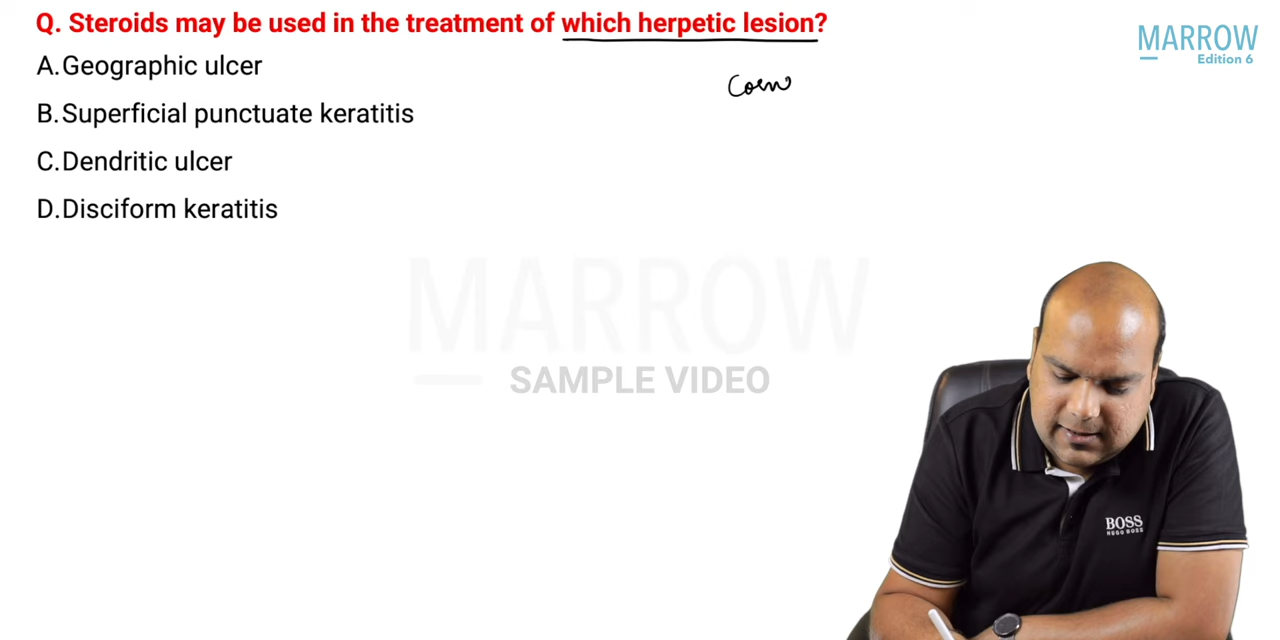 Q. Steroids may be used in the treatment of which herpetic lesion?
MARROW
Edition 6
A. Geographic ulcer
B. Superficial punctuate keratitis
C. Dendritic ulcer
D. Disciform keratitis
MARROW
SAMPLE VIDEO
BOSS
HUGO BOSS